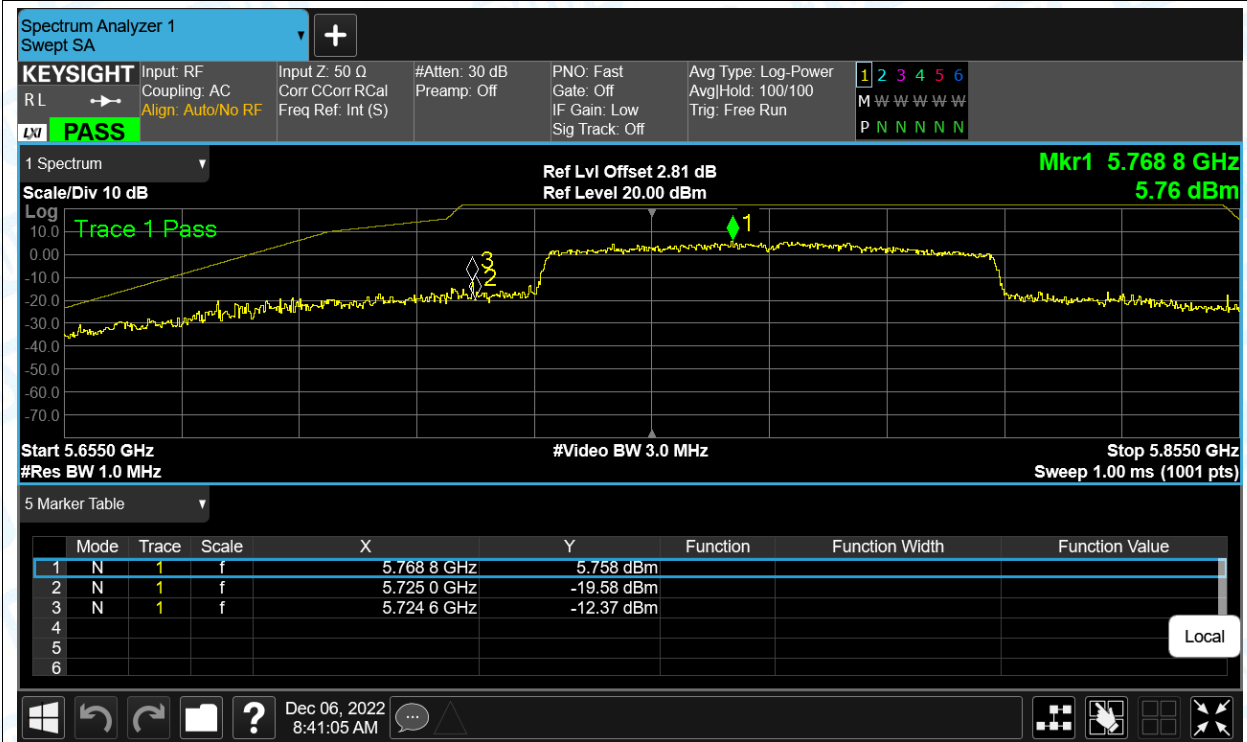 Spectrum Analyzer 1
Swept SA
KEYSIGHT
R L
LXI PASS
Input: RF
Coupling: AC
Align: Auto/No RF
Input Z: 50 Ω
Corr CCorr RCal
Freq Ref: Int (S)
#Atten: 30 dB
Preamp: Off
PNO: Fast
Gate: Off
IF Gain: Low
Sig Track: Off
Avg Type: Log-Power
Avg|Hold: 100/100
Trig: Free Run
1 2 3 4 5 6
M W W W W W
P N N N N N
1 Spectrum
Scale/Div 10 dB
Ref Lvl Offset 2.81 dB
Ref Level 20.00 dBm
Mkr1 5.768 8 GHz
5.76 dBm
Log
Trace 1 Pass
10.0
0.00
-10.0
-20.0
-30.0
-40.0
-50.0
-60.0
-70.0
1
3
2
Start 5.6550 GHz
#Video BW 3.0 MHz
Stop 5.8550 GHz
#Res BW 1.0 MHz
Sweep 1.00 ms (1001 pts)
5 Marker Table
Mode Trace Scale X Y Function Function Width Function Value
1 N 1 f 5.768 8 GHz 5.758 dBm
2 N 1 f 5.725 0 GHz -19.58 dBm
3 N 1 f 5.724 6 GHz -12.37 dBm
4
5
6
Local
?
Dec 06, 2022
8:41:05 AM